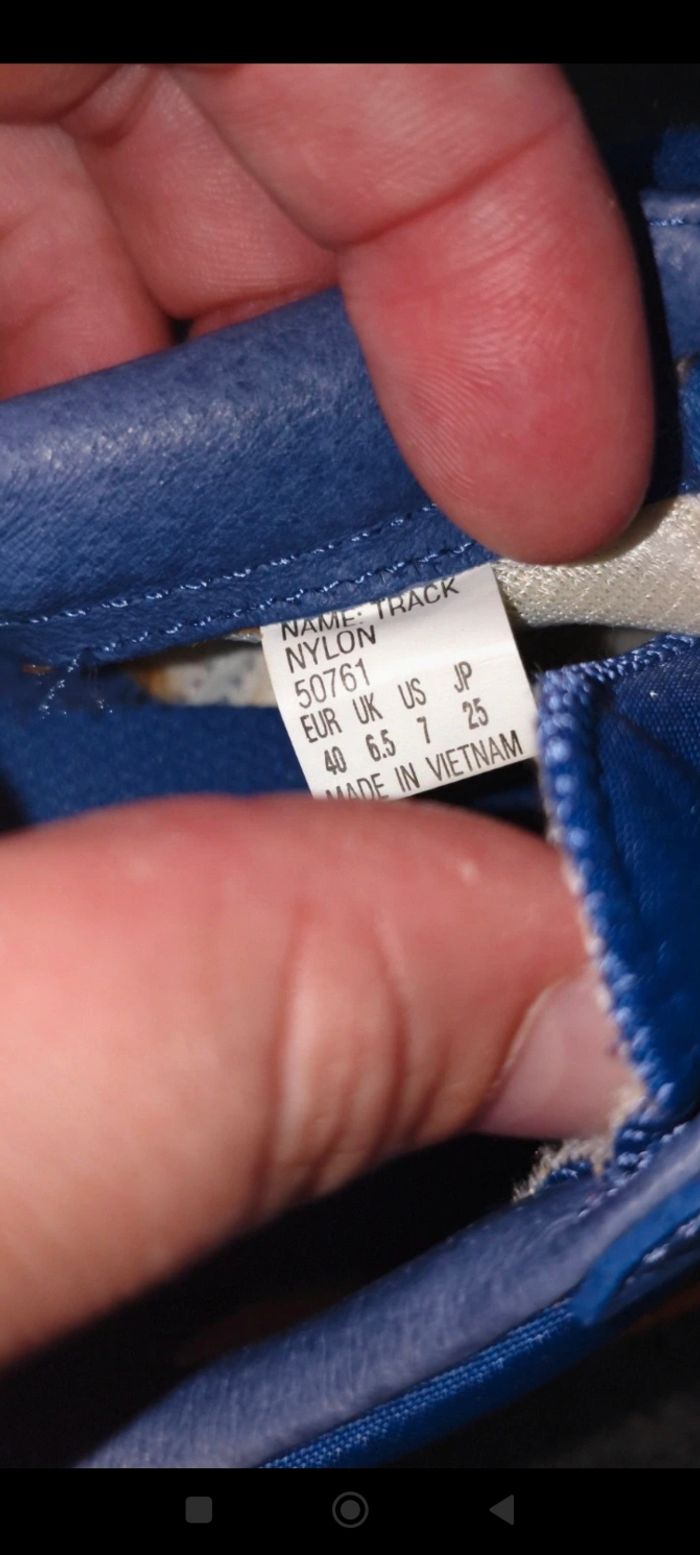 NAME: TRACK
NYLON
50761
EUR UK US JP
40 6.5 7 25
MADE IN VIETNAM